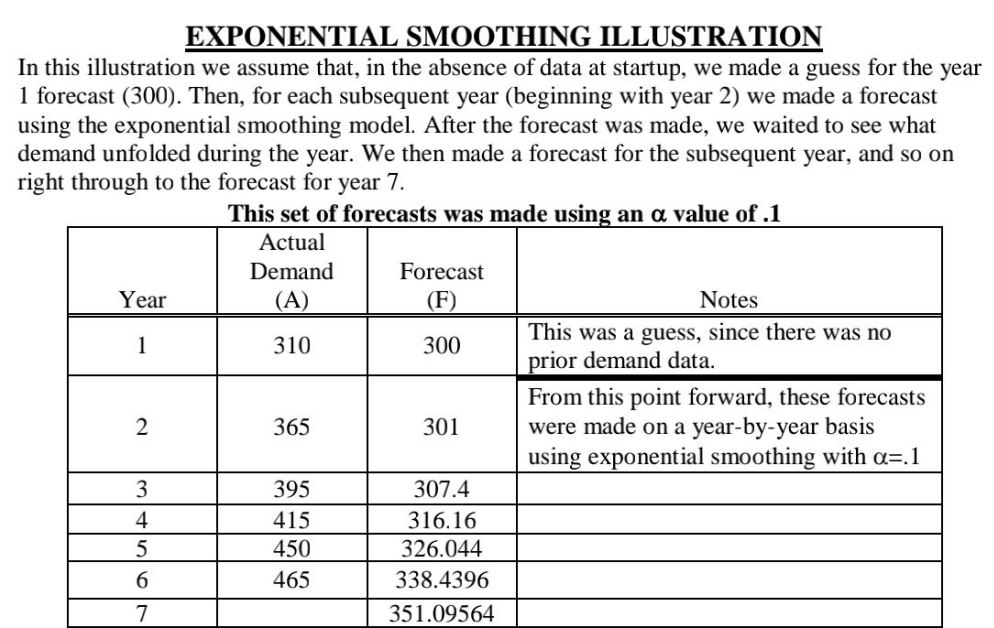 EXPONENTIAL SMOOTHING ILLUSTRATION
In this illustration we assume that, in the absence of data at startup, we made a guess for the year
1 forecast (300). Then, for each subsequent year (beginning with year 2) we made a forecast
using the exponential smoothing model. After the forecast was made, we waited to see what
demand unfolded during the year. We then made a forecast for the subsequent year, and so on
right through to the forecast for year 7.
This set of forecasts was made using an α value of .1
Year
Actual
Demand
(A)
Forecast
(F)
Notes
1 310 300 This was a guess, since there was no
prior demand data.
2 365 301 From this point forward, these forecasts
were made on a year-by-year basis
using exponential smoothing with α=.1
3 395 307.4
4 415 316.16
5 450 326.044
6 465 338.4396
7 351.09564